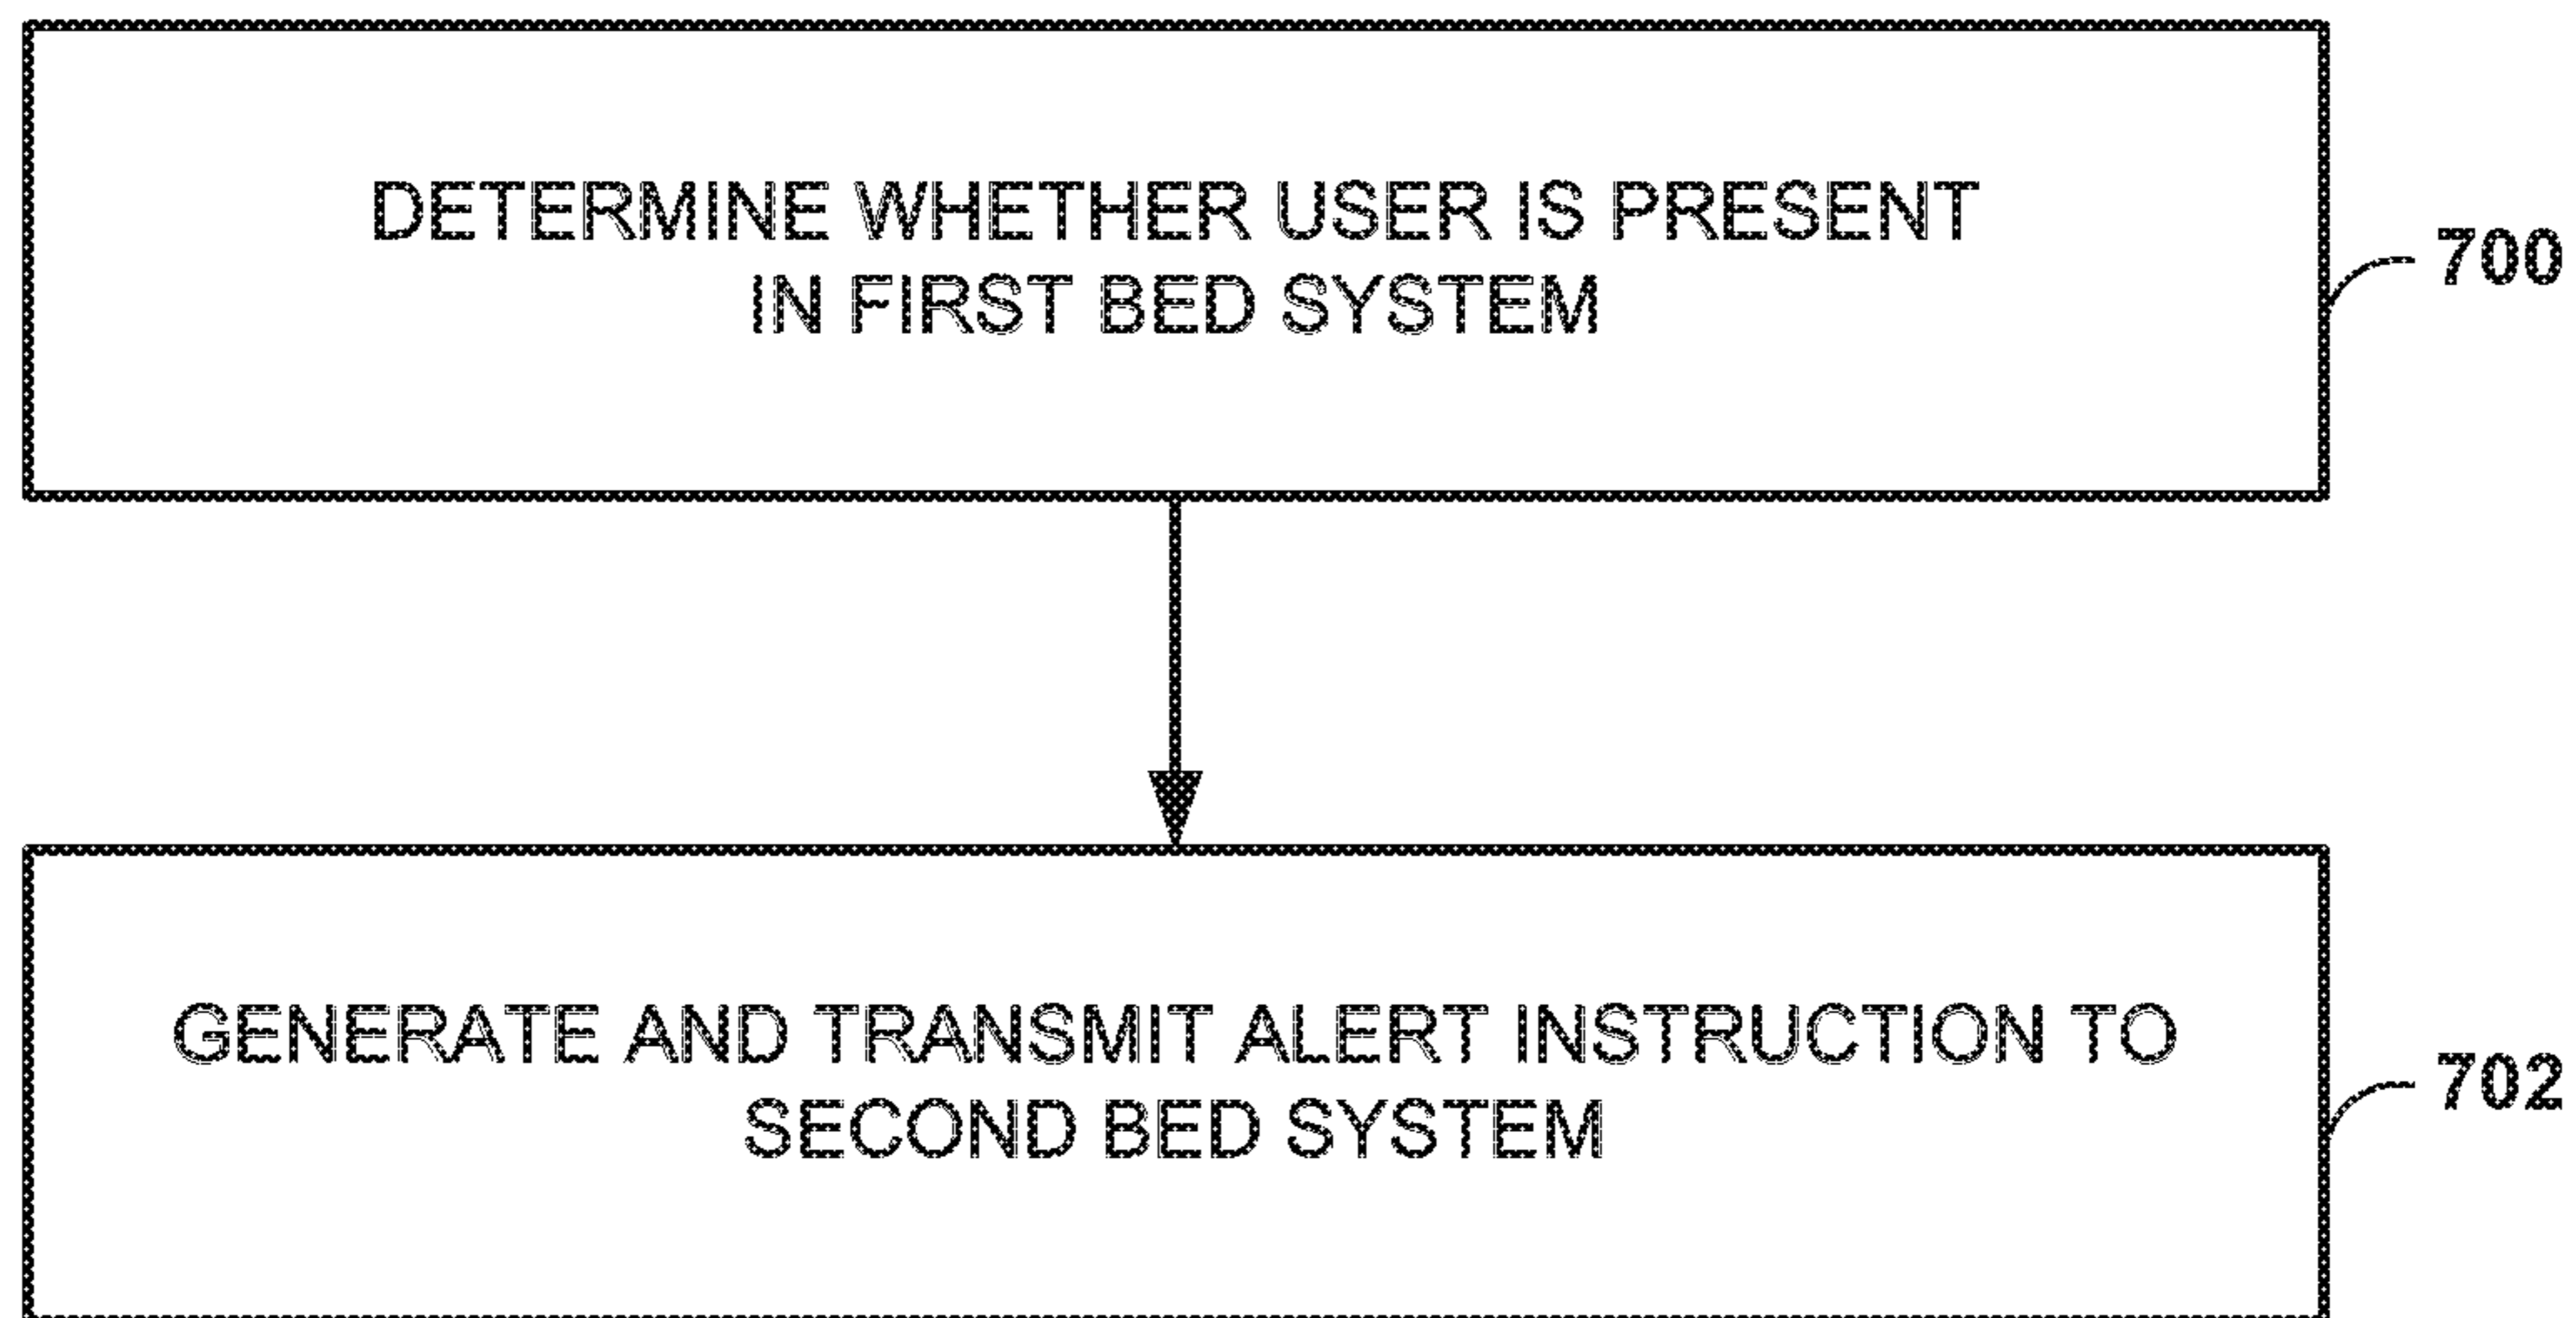 DETERMINE WHETHER USER IS PRESENT
IN FIRST BED SYSTEM
700
GENERATE AND TRANSMIT ALERT INSTRUCTION TO
SECOND BED SYSTEM
702